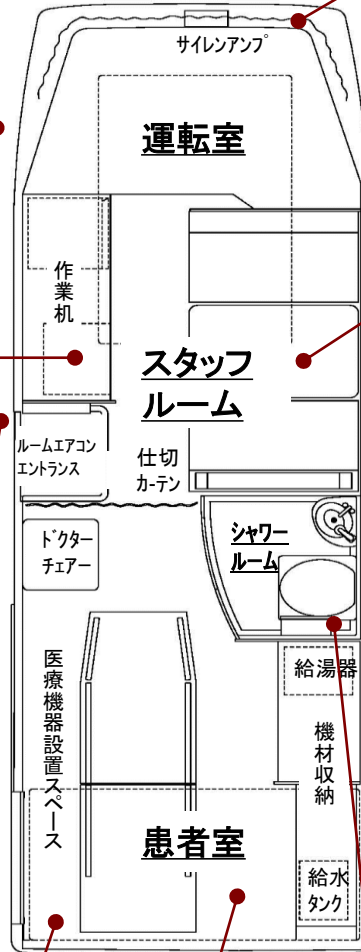 サイレンアンプ
運転室
作業机
スタッフ
ルーム
ルームエアコン
エントランス
仕切
カーテン
ドクター
チェアー
シャワー
ルーム
給湯器
医療機器設置スペース
機材収納
患者室
給水
タンク